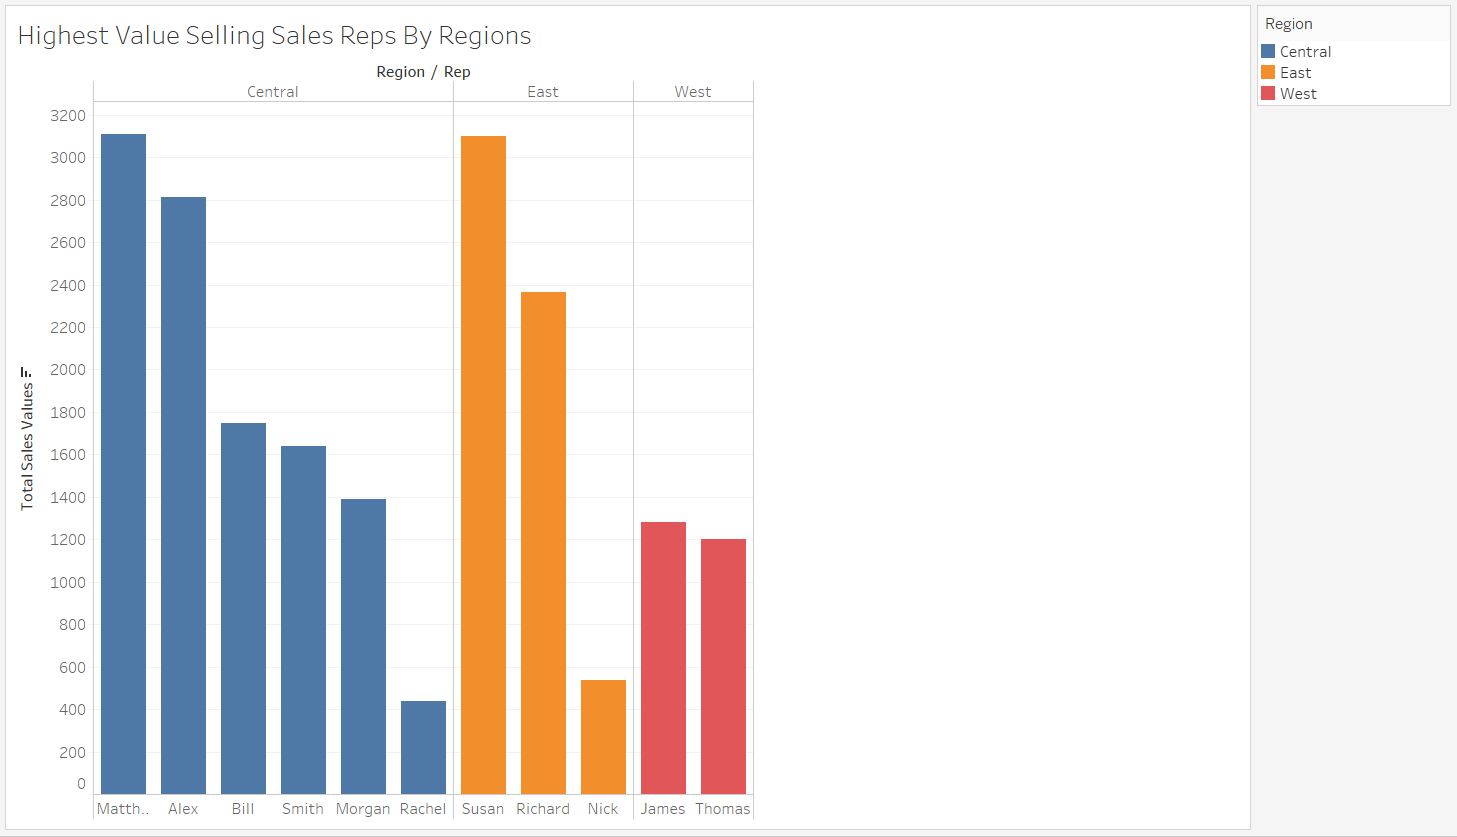 Highest Value Selling Sales Reps By Regions
Region / Rep
Central East West
3200
3000
2800
2600
2400
2200
2000
1800
1600
1400
1200
1000
800
600
400
200
0
Total Sales Values
Matth.. Alex Bill Smith Morgan Rachel Susan Richard Nick James Thomas
Region
Central
East
West